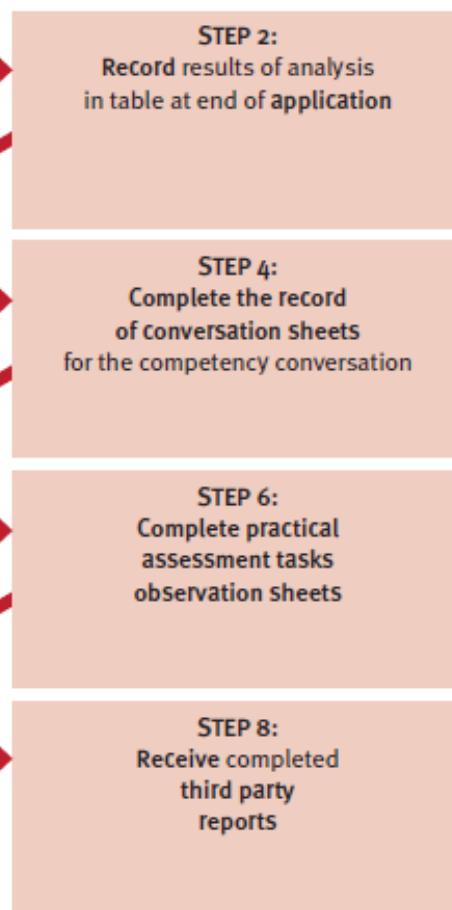 STEP 2:
Record results of analysis
in table at end of application
STEP 4:
Complete the record
of conversation sheets
for the competency conversation
STEP 6:
Complete practical
assessment tasks
observation sheets
STEP 8:
Receive completed
third party
reports